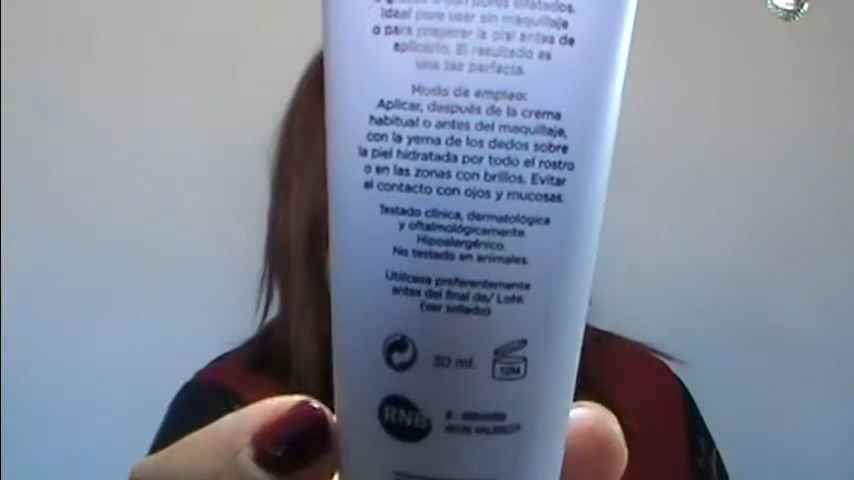 poros dilatados.
Ideal para usar sin maquillaje
o para preparar la piel antes de
aplicarlo. El resultado es
una tez perfecta.
Modo de empleo:
Aplicar, después de la crema
habitual o antes del maquillaje,
con la yema de los dedos sobre
la piel hidratada por todo el rostro
o en las zonas con brillos. Evitar
el contacto con ojos y mucosas.
Testado clínica, dermatológica
y oftalmológicamente.
Hipoalergénico.
No testado en animales.
Utilícese preferentemente
antes del final de/ Lote:
(ver sellado)
30 ml.
12M
RNB
VALENCIA